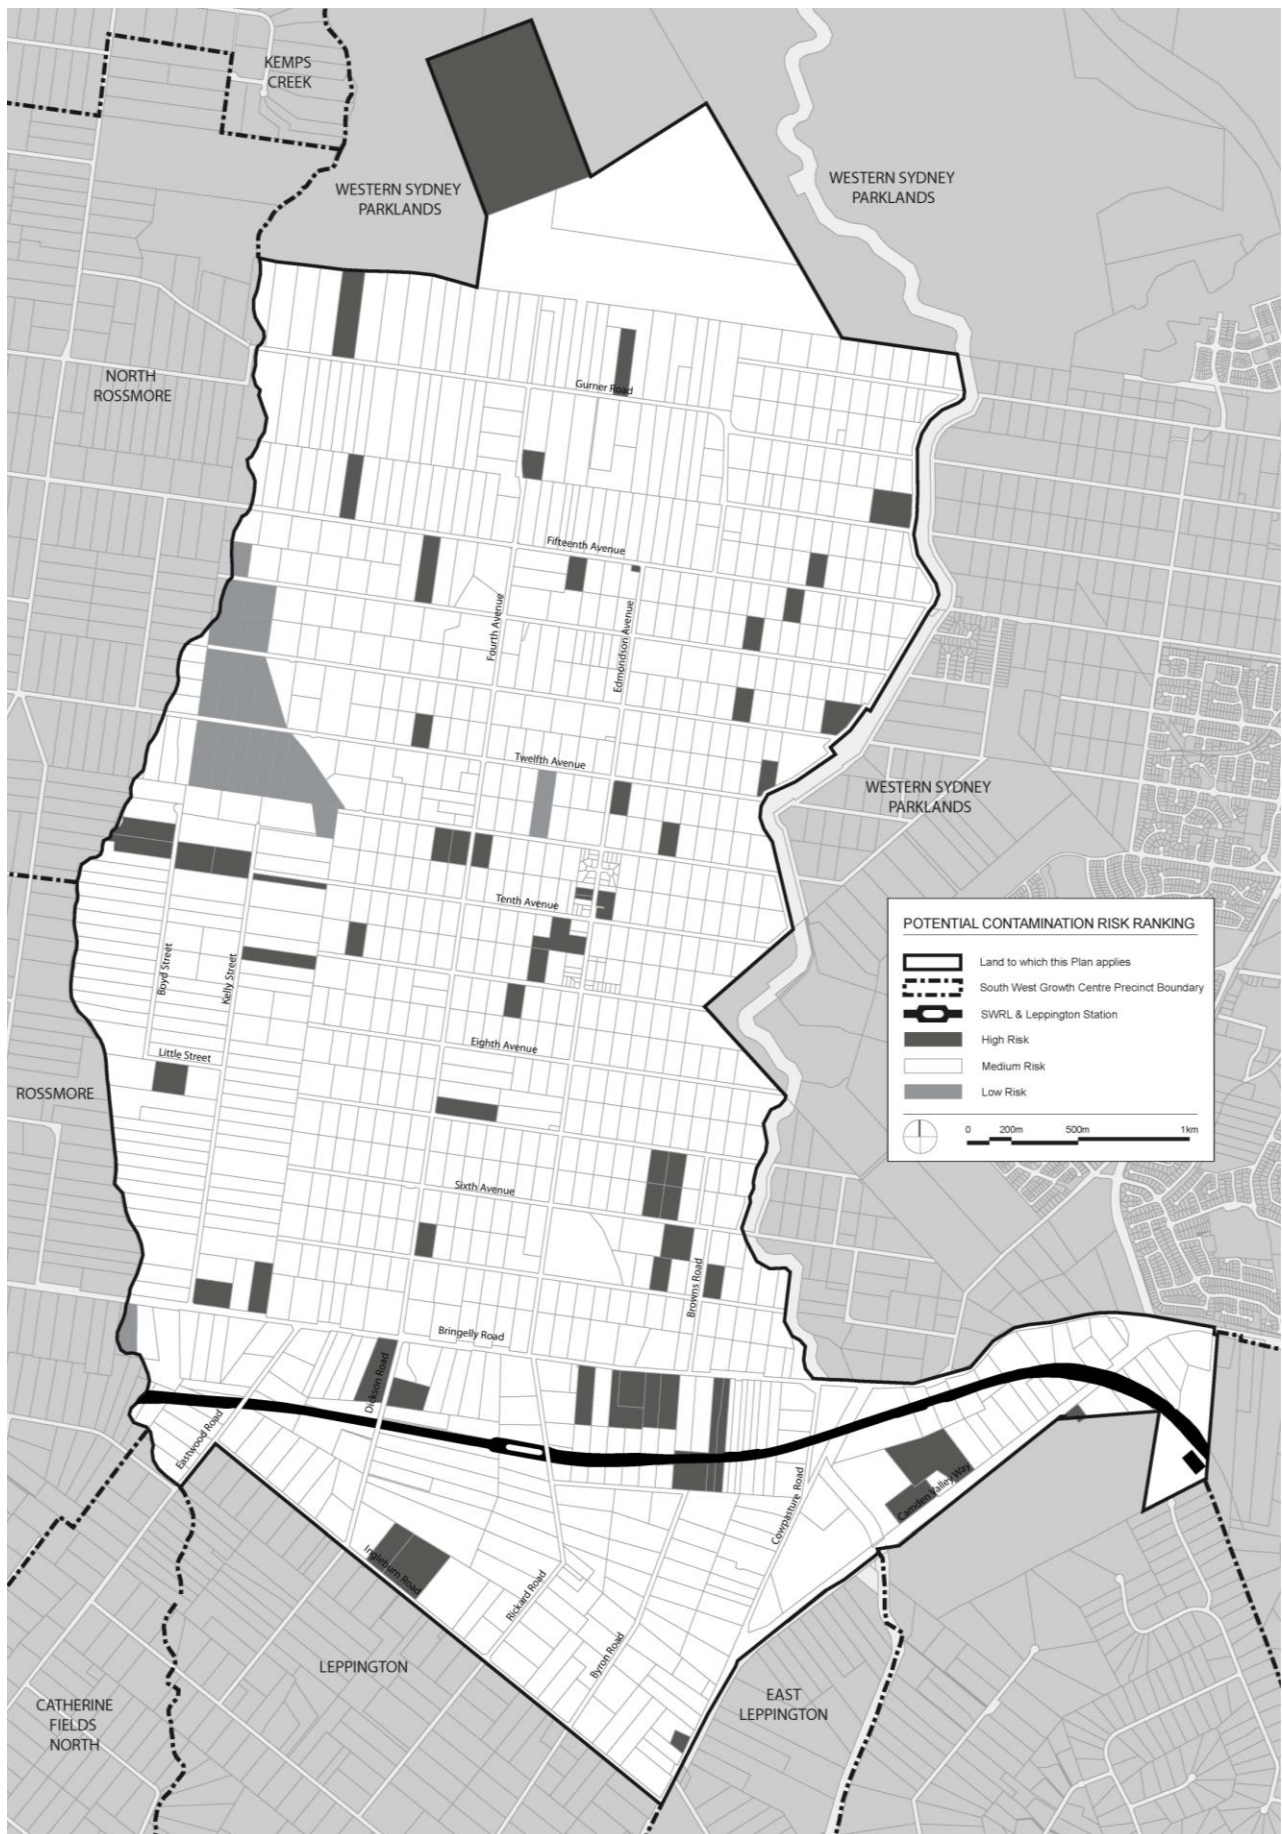 KEMPS
CREEK
WESTERN SYDNEY
PARKLANDS
WESTERN SYDNEY
PARKLANDS
NORTH
ROSSMORE
Gurner Road
Fifteenth Avenue
Fourth Avenue
Edmondson Avenue
Twelfth Avenue
WESTERN SYDNEY
PARKLANDS
Tenth Avenue
Boyd Street
Kelly Street
POTENTIAL CONTAMINATION RISK RANKING
Land to which this Plan applies
South West Growth Centre Precinct Boundary
SWRL & Leppington Station
High Risk
Medium Risk
Low Risk
0 200m 500m 1km
Eighth Avenue
Little Street
ROSSMORE
Sixth Avenue
Browns Road
Bringelly Road
Dickson Road
Eastwood Road
Cowpasture Road
Camden Valley Way
Ingleburn Road
Rickard Road
Byron Road
LEPPINGTON
EAST
LEPPINGTON
CATHERINE
FIELDS
NORTH